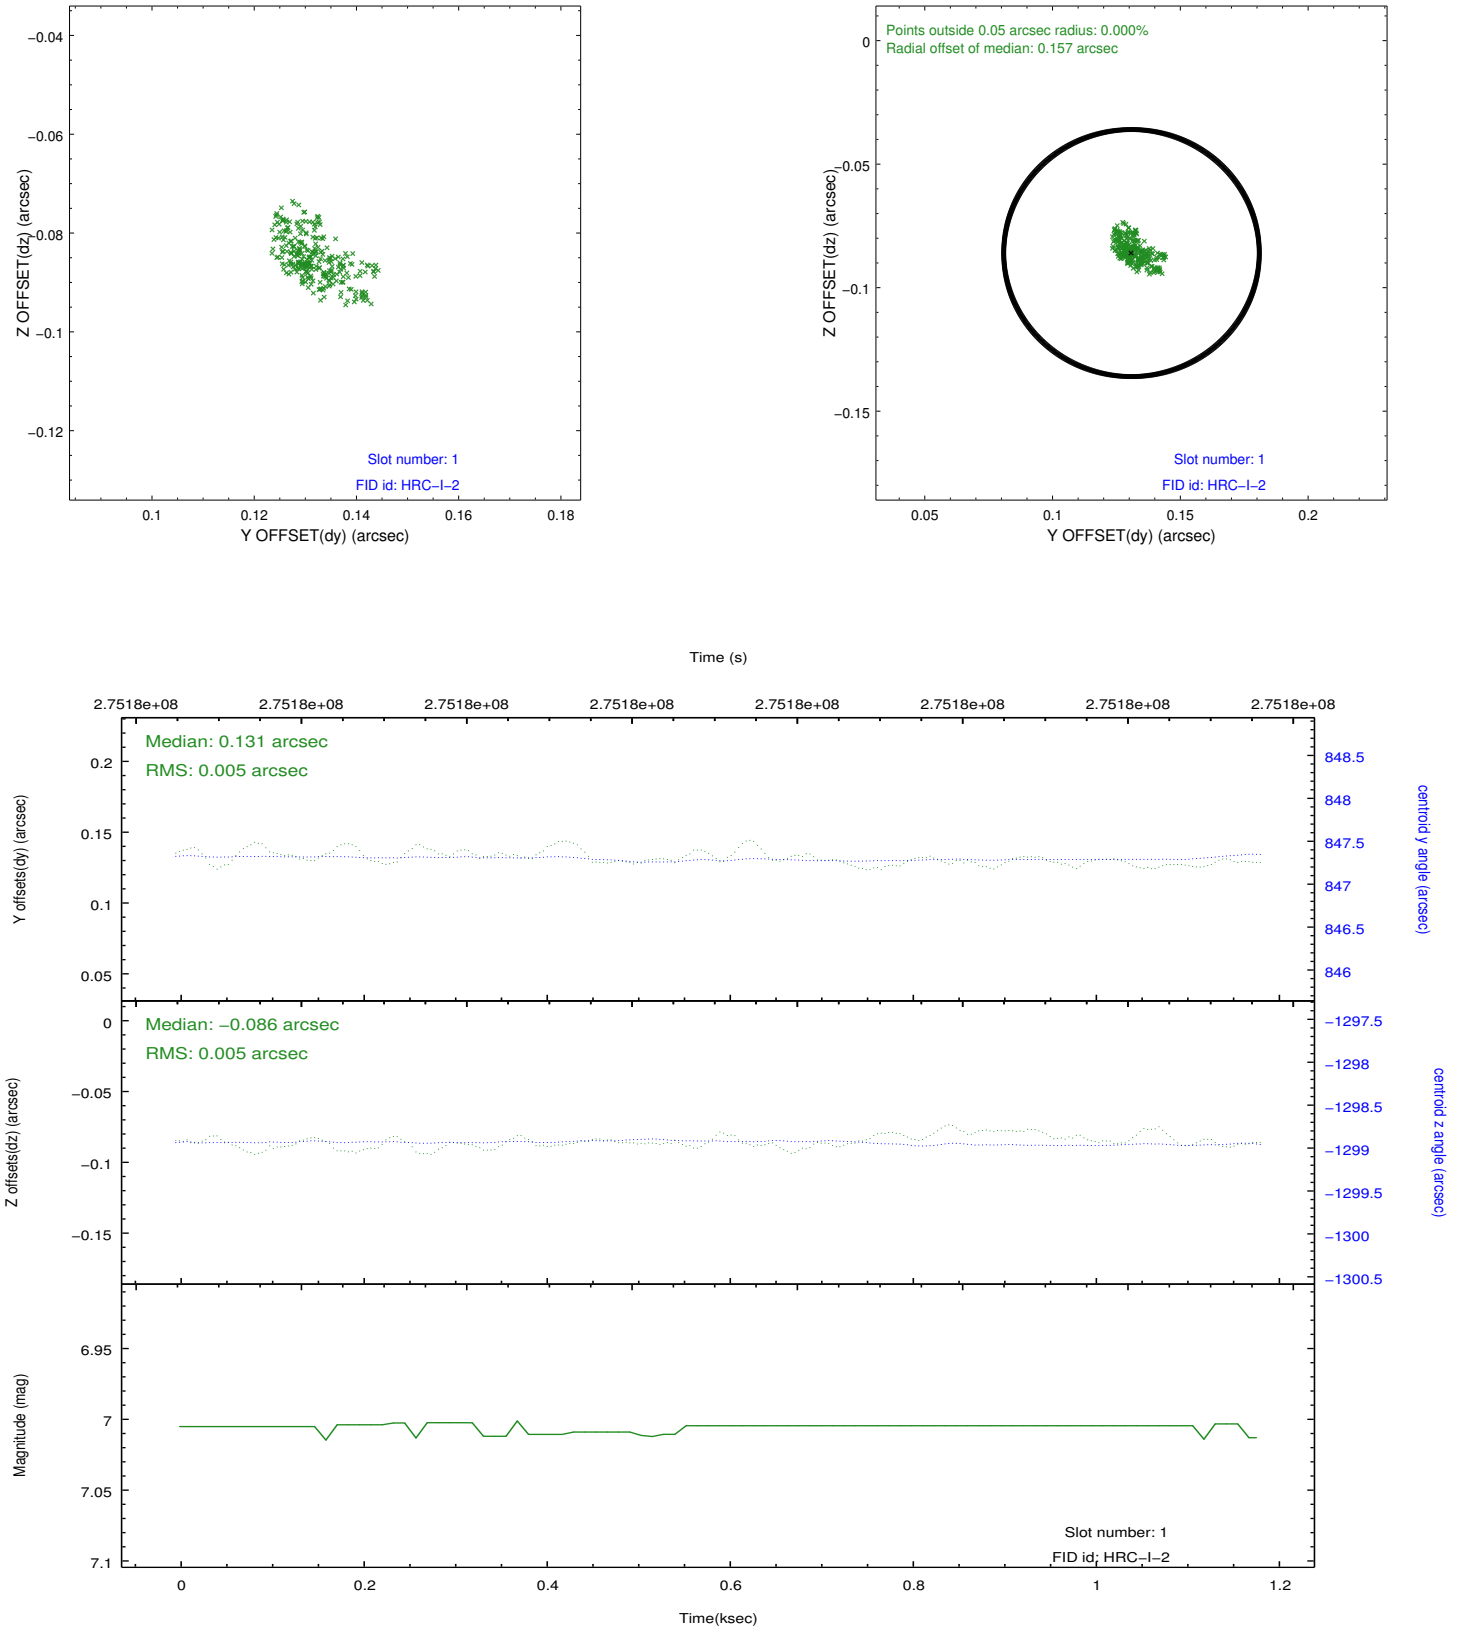 −0.04
−0.06
−0.08
−0.1
−0.12
Z OFFSET(dz) (arcsec)
Slot number: 1
FID id: HRC−I−2
0.1 0.12 0.14 0.16 0.18
Y OFFSET(dy) (arcsec)
Points outside 0.05 arcsec radius: 0.000%
Radial offset of median: 0.157 arcsec
0
−0.05
−0.1
−0.15
Z OFFSET(dz) (arcsec)
Slot number: 1
FID id: HRC−I−2
0.05 0.1 0.15 0.2
Y OFFSET(dy) (arcsec)
Time (s)
2.7518e+08 2.7518e+08 2.7518e+08 2.7518e+08 2.7518e+08 2.7518e+08 2.7518e+08 2.7518e+08
Median: 0.131 arcsec
RMS: 0.005 arcsec
0.2
0.15
0.1
0.05
Y offsets(dy) (arcsec)
848.5
848
847.5
847
846.5
846
centroid y angle (arcsec)
Median: −0.086 arcsec
RMS: 0.005 arcsec
0
−0.05
−0.1
−0.15
Z offsets(dz) (arcsec)
−1297.5
−1298
−1298.5
−1299
−1299.5
−1300
−1300.5
centroid z angle (arcsec)
6.95
7
7.05
7.1
Magnitude (mag)
Slot number: 1
FID id: HRC−I−2
0 0.2 0.4 0.6 0.8 1 1.2
Time(ksec)